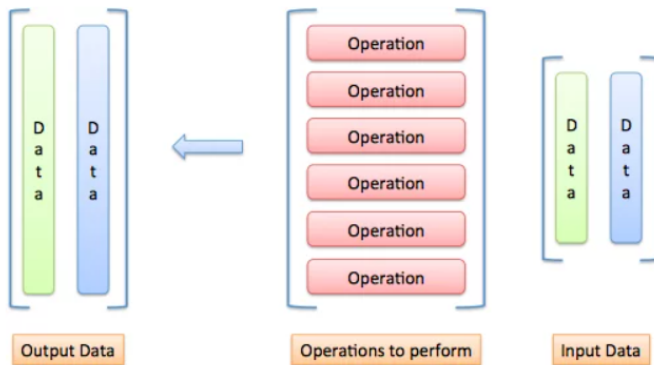 Data
Data
Operation
Operation
Operation
Operation
Operation
Operation
Data
Data
Output Data
Operations to perform
Input Data